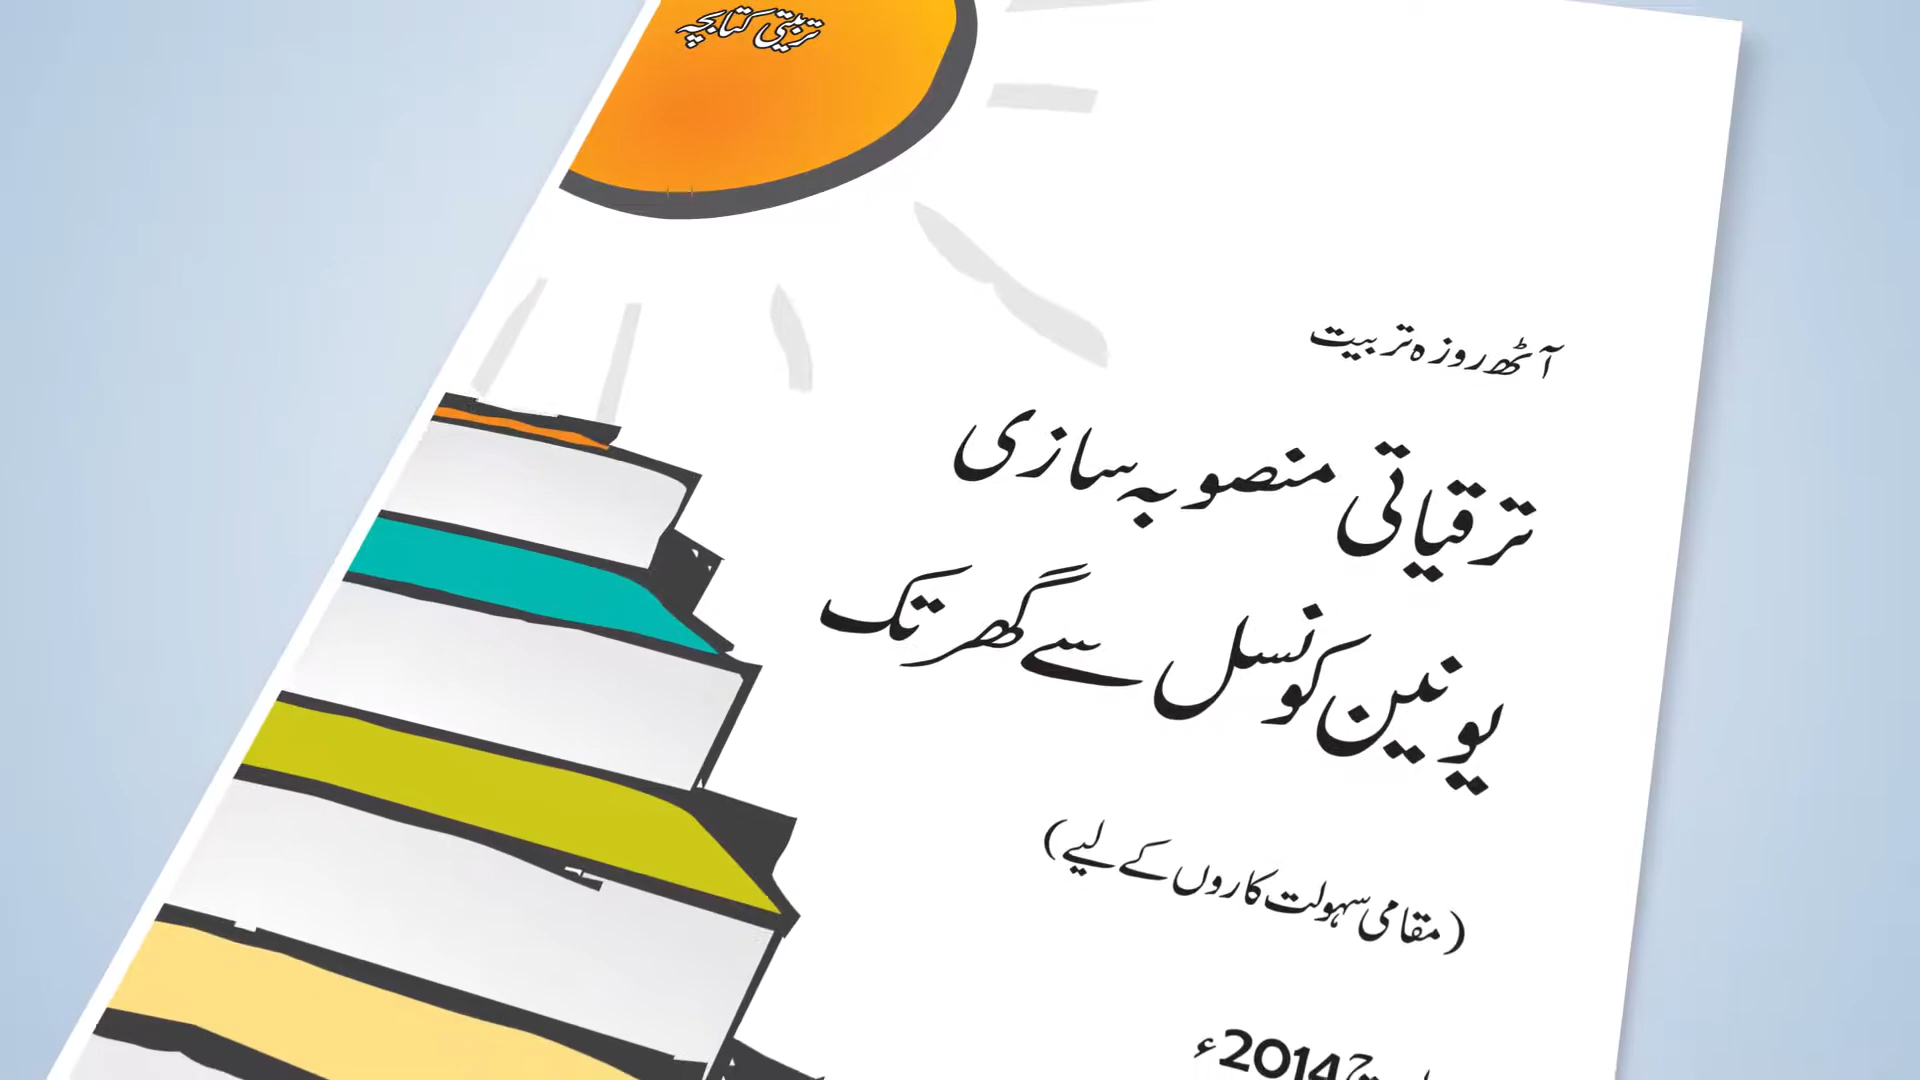 تربیتی کتابچہ
آٹھ روزہ تربیت
ترقیاتی منصوبہ سازی
یونین کونسل سے گھر تک
(مقامی سہولت کاروں کے لیے)
2014ء